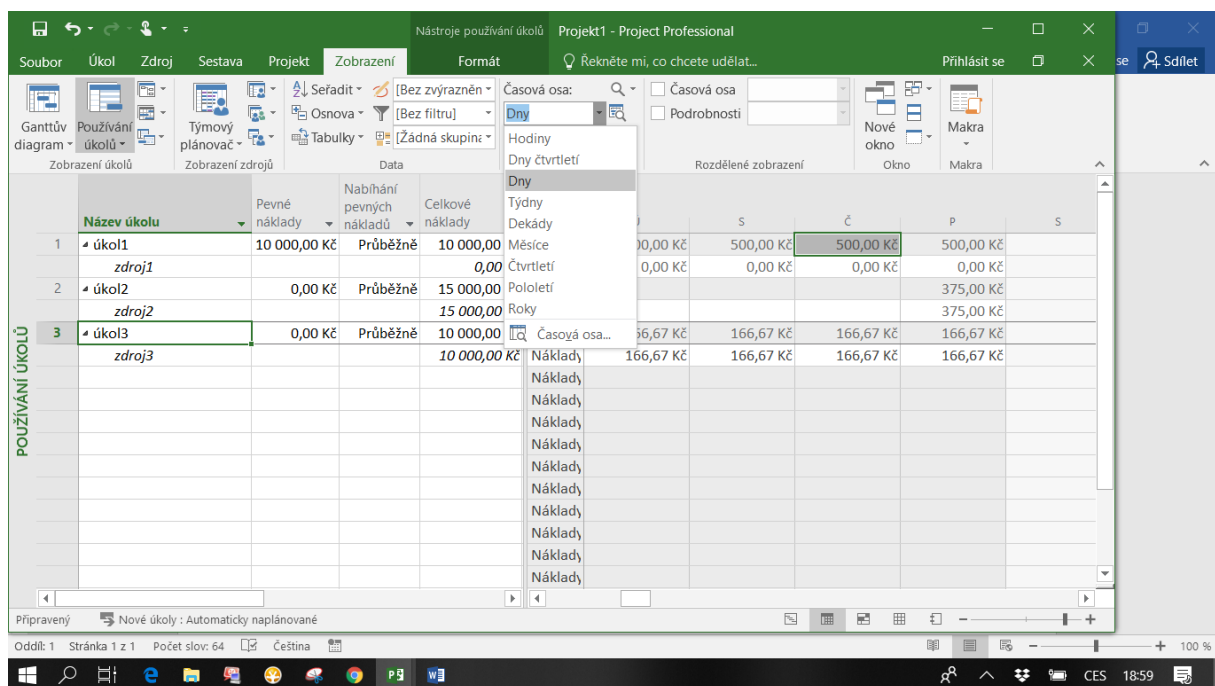 Nástroje používání úkolů Projekt1 - Project Professional
Soubor Úkol Zdroj Sestava Projekt Zobrazení Formát Řekněte mi, co chcete udělat... Přihlásit se se Sdílet
Ganttův diagram Používání úkolů Týmový plánovač
Zobrazení úkolů Zobrazení zdrojů
Seřadit [Bez zvýrazněn
Osnova [Bez filtru]
Tabulky [Žádná skupina
Data
Časová osa:
Dny
Časová osa
Podrobnosti
Rozdělené zobrazení
Nové okno
Okno
Makra
Makra
Hodiny
Dny čtvrtletí
Dny
Týdny
Dekády
Měsíce
Čtvrtletí
Pololetí
Roky
Časová osa...
Název úkolu Pevné náklady Nabíhání pevných nákladů Celkové náklady S Č P S
1 úkol1 10 000,00 Kč Průběžně 10 000,00 00,00 Kč 500,00 Kč 500,00 Kč 500,00 Kč
zdroj1 0,00 0,00 Kč 0,00 Kč 0,00 Kč 0,00 Kč
2 úkol2 0,00 Kč Průběžně 15 000,00 375,00 Kč
zdroj2 15 000,00 375,00 Kč
3 úkol3 0,00 Kč Průběžně 10 000,00 66,67 Kč 166,67 Kč 166,67 Kč 166,67 Kč
zdroj3 10 000,00 Kč Náklady 166,67 Kč 166,67 Kč 166,67 Kč 166,67 Kč
Náklady
Náklady
Náklady
Náklady
Náklady
Náklady
Náklady
Náklady
Náklady
Náklady
POUŽÍVÁNÍ ÚKOLŮ
Připravený Nové úkoly : Automaticky naplánované
Oddíl: 1 Stránka 1 z 1 Počet slov: 64 Čeština 100 %
CES 18:59